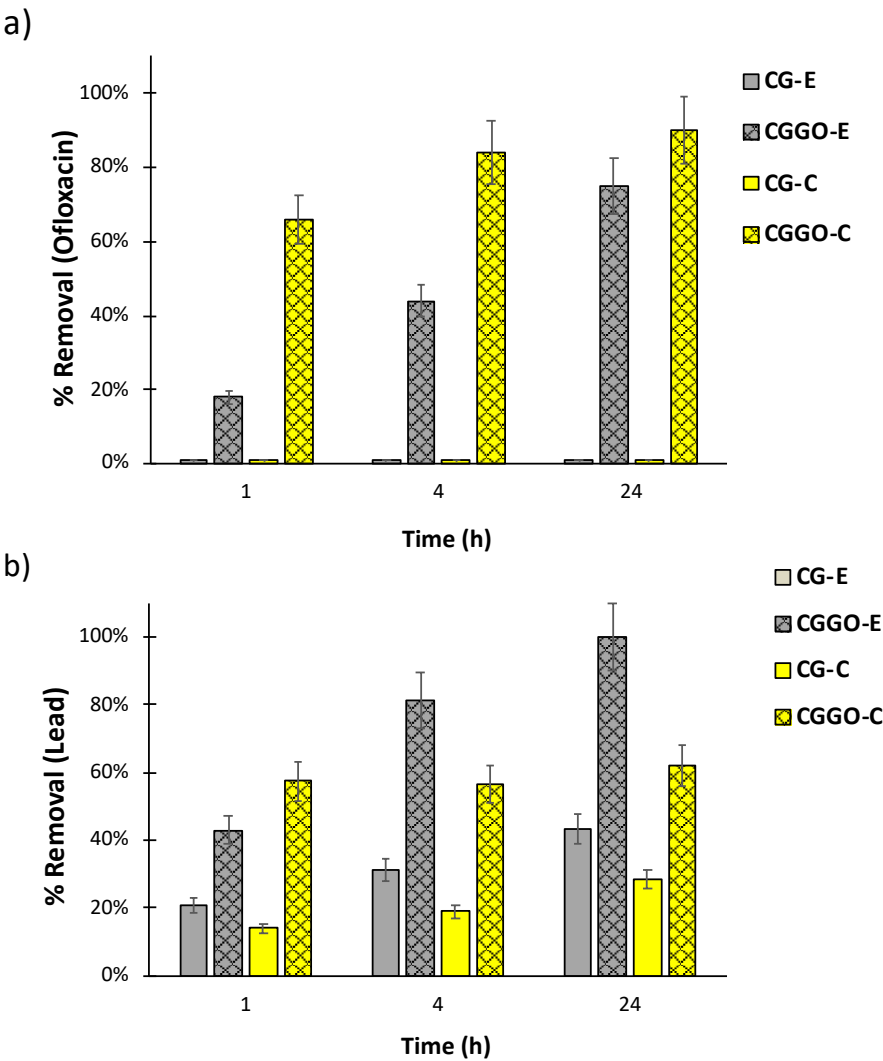 a)
% Removal (Ofloxacin)
100%
80%
60%
40%
20%
0%
1
4
24
Time (h)
CG-E
CGGO-E
CG-C
CGGO-C
b)
% Removal (Lead)
100%
80%
60%
40%
20%
0%
1
4
24
Time (h)
CG-E
CGGO-E
CG-C
CGGO-C